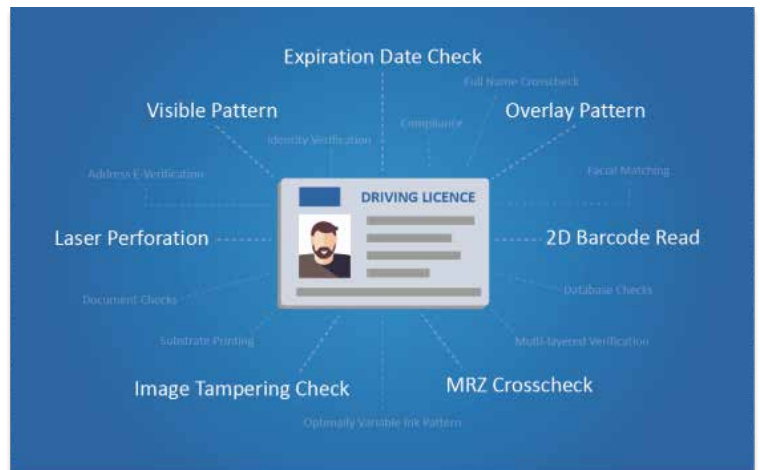 Expiration Date Check
Full Name Crosscheck
Visible Pattern
Overlay Pattern
Compliance
Identity Verification
Address E-Verification
Facial Matching
DRIVING LICENCE
Laser Perforation
2D Barcode Read
Database Checks
Document Checks
Substrate Printing
Multi-layered Verification
Image Tampering Check
MRZ Crosscheck
Optimally Variable Ink Pattern